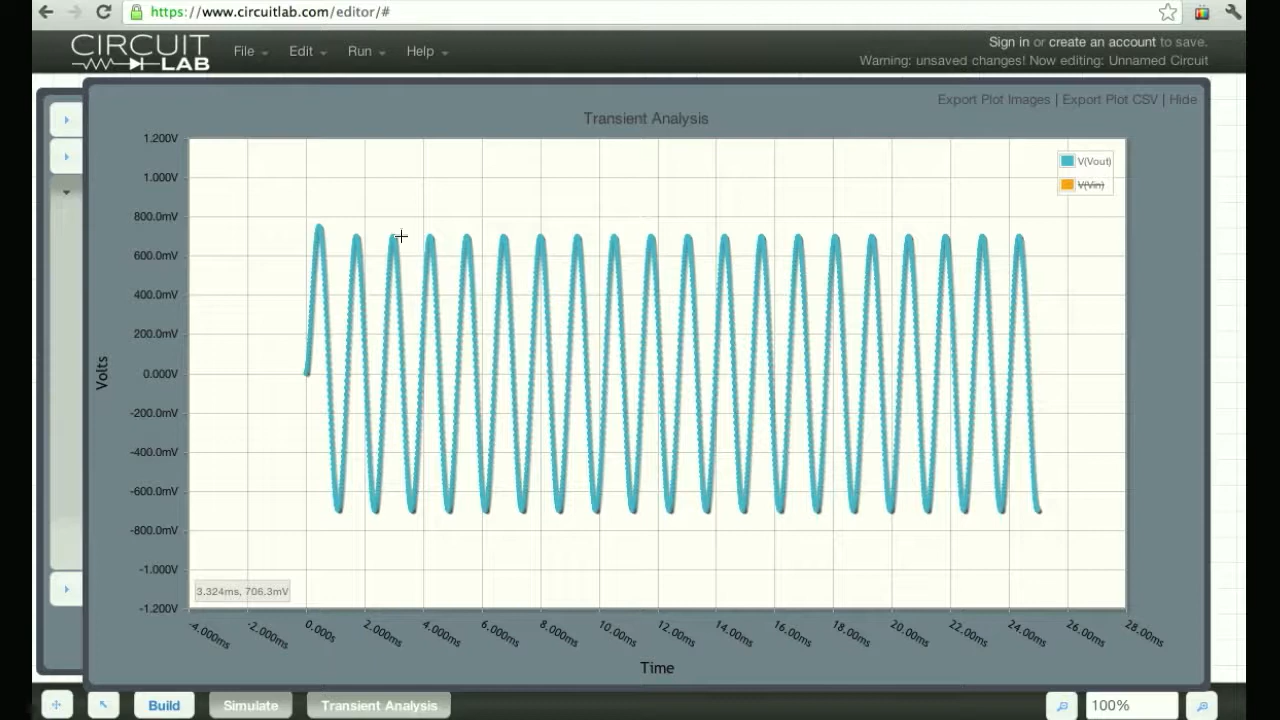 https://www.circuitlab.com/editor/#
CIRCUIT LAB
File Edit Run Help
Sign in or create an account to save.
Warning: unsaved changes! Now editing: Unnamed Circuit
Export Plot Images | Export Plot CSV | Hide
Transient Analysis
1.200V
1.000V
800.0mV
600.0mV
400.0mV
200.0mV
0.000V
-200.0mV
-400.0mV
-600.0mV
-800.0mV
-1.000V
-1.200V
Volts
V(Vout)
V(Vin)
3.324ms, 706.3mV
-4.000ms -2.000ms 0.000s 2.000ms 4.000ms 6.000ms 8.000ms 10.00ms 12.00ms 14.00ms 16.00ms 18.00ms 20.00ms 22.00ms 24.00ms 26.00ms 28.00ms
Time
Build Simulate Transient Analysis 100%